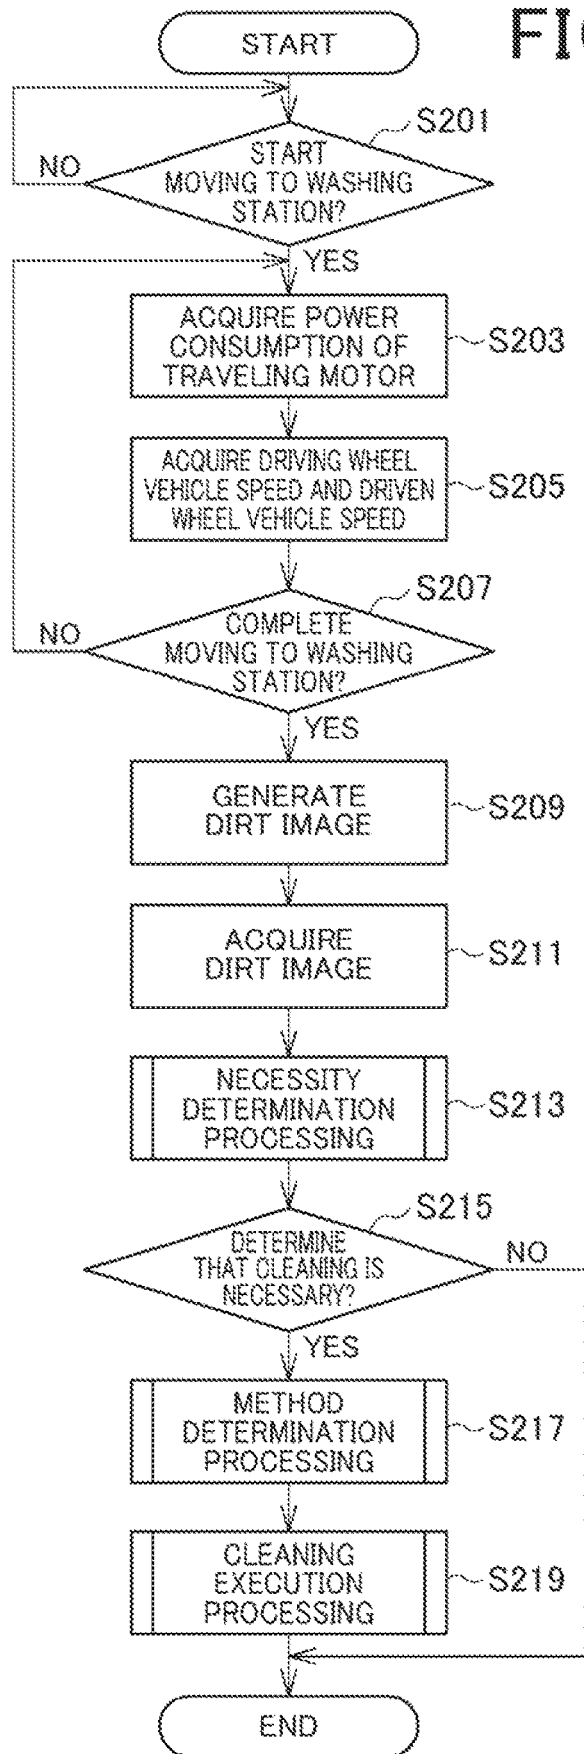 FIG
START
S201
START
MOVING TO WASHING
STATION?
NO
YES
ACQUIRE POWER
CONSUMPTION OF
TRAVELING MOTOR
S203
ACQUIRE DRIVING WHEEL
VEHICLE SPEED AND DRIVEN
WHEEL VEHICLE SPEED
S205
S207
COMPLETE
MOVING TO WASHING
STATION?
NO
YES
GENERATE
DIRT IMAGE
S209
ACQUIRE
DIRT IMAGE
S211
NECESSITY
DETERMINATION
PROCESSING
S213
S215
DETERMINE
THAT CLEANING IS
NECESSARY?
NO
YES
METHOD
DETERMINATION
PROCESSING
S217
CLEANING
EXECUTION
PROCESSING
S219
END